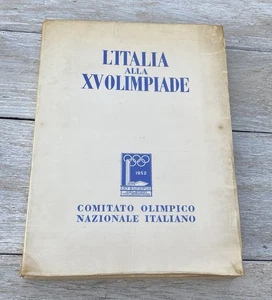 L'ITALIA
ALLA
XV OLIMPIADE
1952
COMITATO OLIMPICO
NAZIONALE ITALIANO